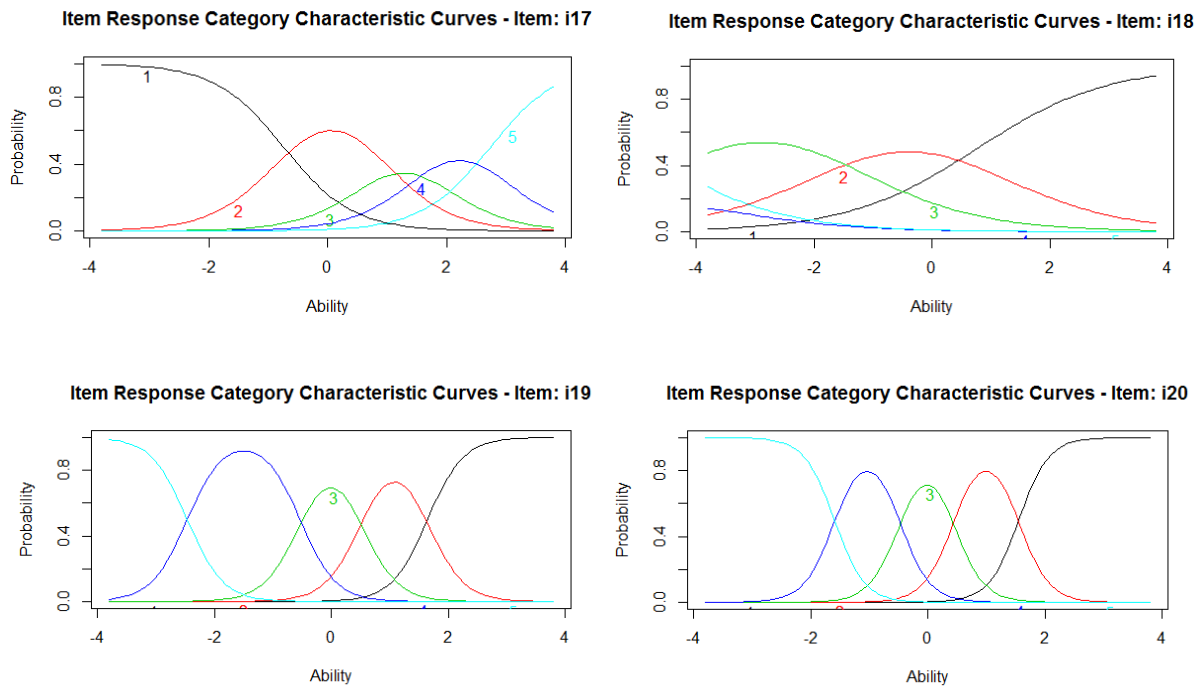 Item Response Category Characteristic Curves - Item: i17
Probability
0.0 0.4 0.8
1
2
3
4
5
-4 -2 0 2 4
Ability
Item Response Category Characteristic Curves - Item: i18
Probability
0.0 0.4 0.8
1
2
3
4
5
-4 -2 0 2 4
Ability
Item Response Category Characteristic Curves - Item: i19
Probability
0.0 0.4 0.8
3
-4 -2 0 2 4
Ability
Item Response Category Characteristic Curves - Item: i20
Probability
0.0 0.4 0.8
3
-4 -2 0 2 4
Ability